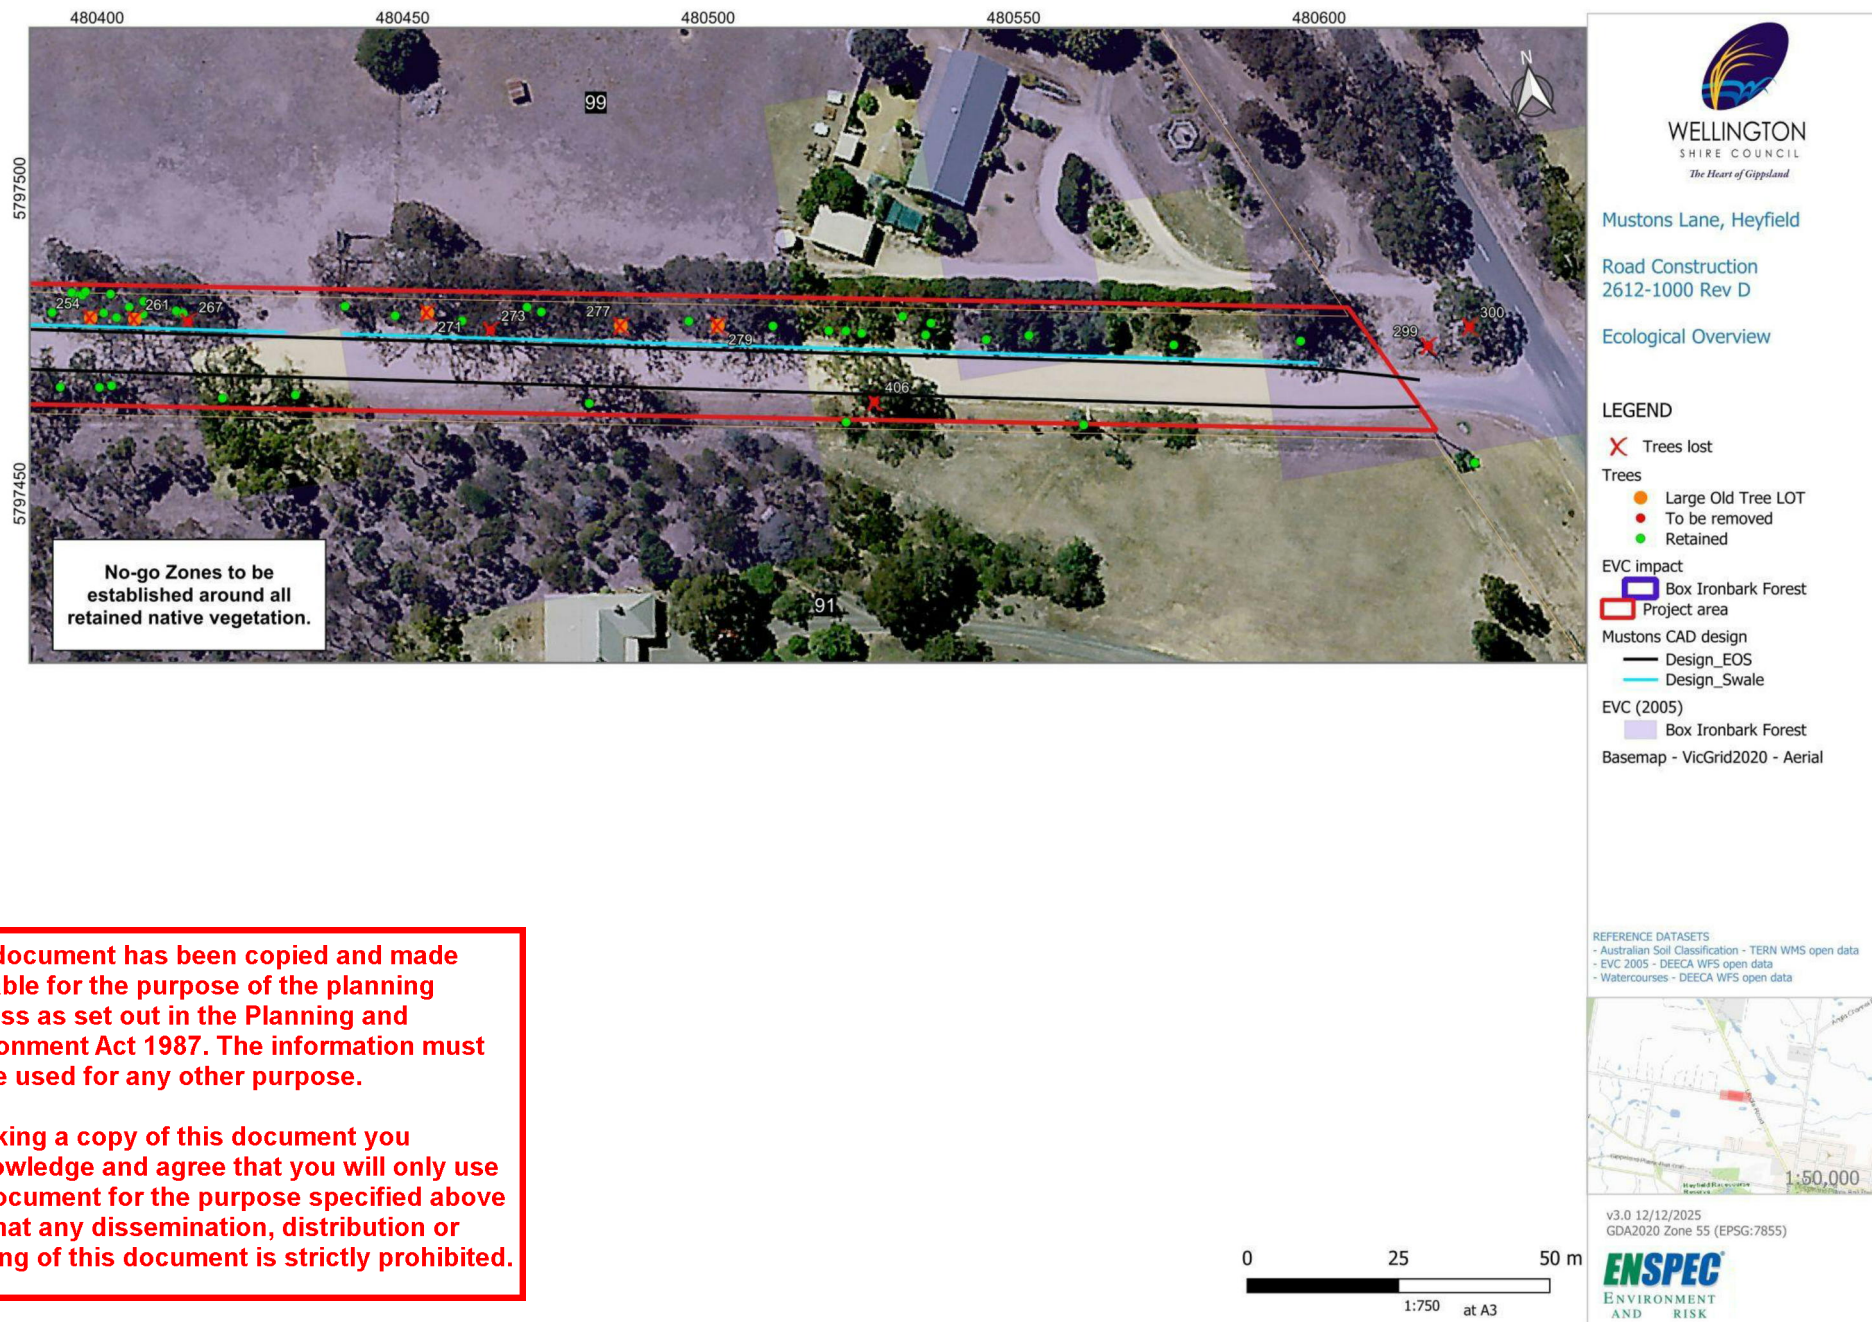 480400 480450 480500 480550 480600
5797500
5797450
N
99
254 261 267
271 273 277 279
299 300
406
91
No-go Zones to be
established around all
retained native vegetation.
WELLINGTON
SHIRE COUNCIL
The Heart of Gippsland
Mustons Lane, Heyfield
Road Construction
2612-1000 Rev D
Ecological Overview
LEGEND
Trees lost
Trees
Large Old Tree LOT
To be removed
Retained
EVC impact
Box Ironbark Forest
Project area
Mustons CAD design
Design_EOS
Design_Swale
EVC (2005)
Box Ironbark Forest
Basemap - VicGrid2020 - Aerial
REFERENCE DATASETS
- Australian Soil Classification - TERN WMS open data
- EVC 2005 - DEECA WFS open data
- Watercourses - DEECA WFS open data
1:50,000
v3.0 12/12/2025
GDA2020 Zone 55 (EPSG:7855)
ENSPEC
ENVIRONMENT
AND RISK
document has been copied and made
able for the purpose of the planning
ss as set out in the Planning and
onment Act 1987. The information must
e used for any other purpose.
king a copy of this document you
owledge and agree that you will only use
ocument for the purpose specified above
hat any dissemination, distribution or
ng of this document is strictly prohibited.
0 25 50 m
1:750 at A3